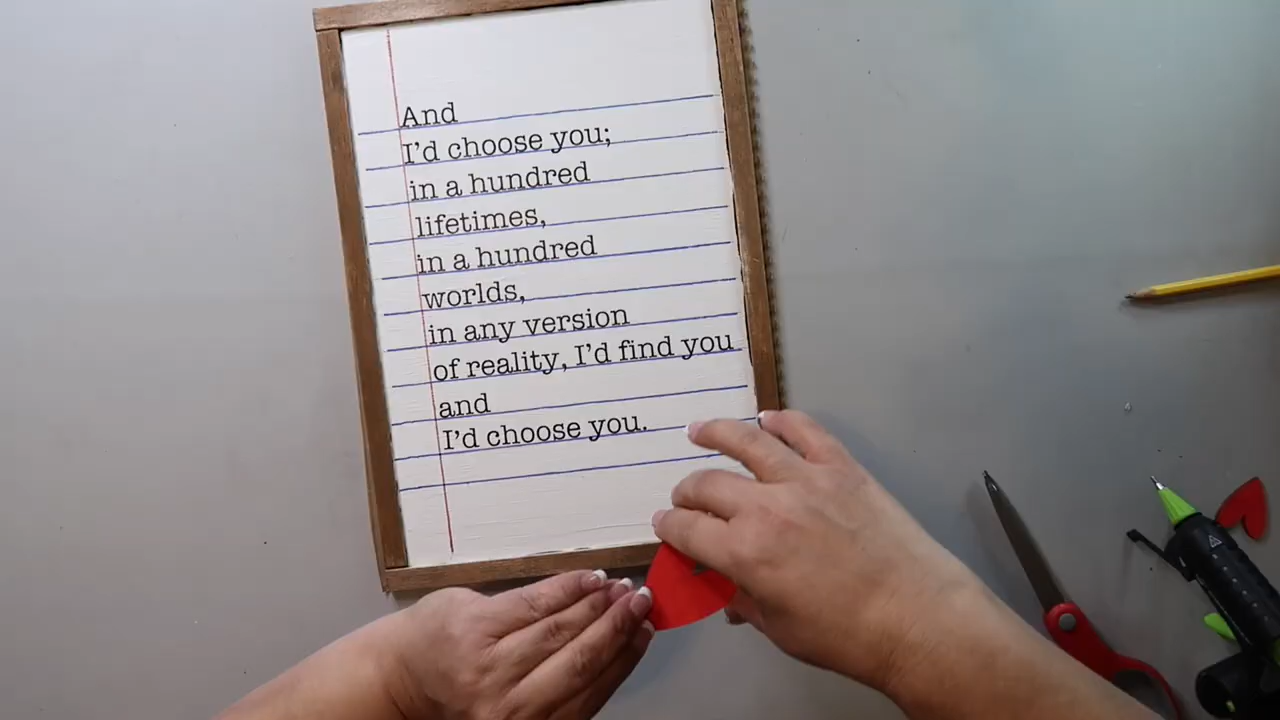 And
I'd choose you;
in a hundred
lifetimes,
in a hundred
worlds,
in any version
of reality, I'd find you
and
I'd choose you.